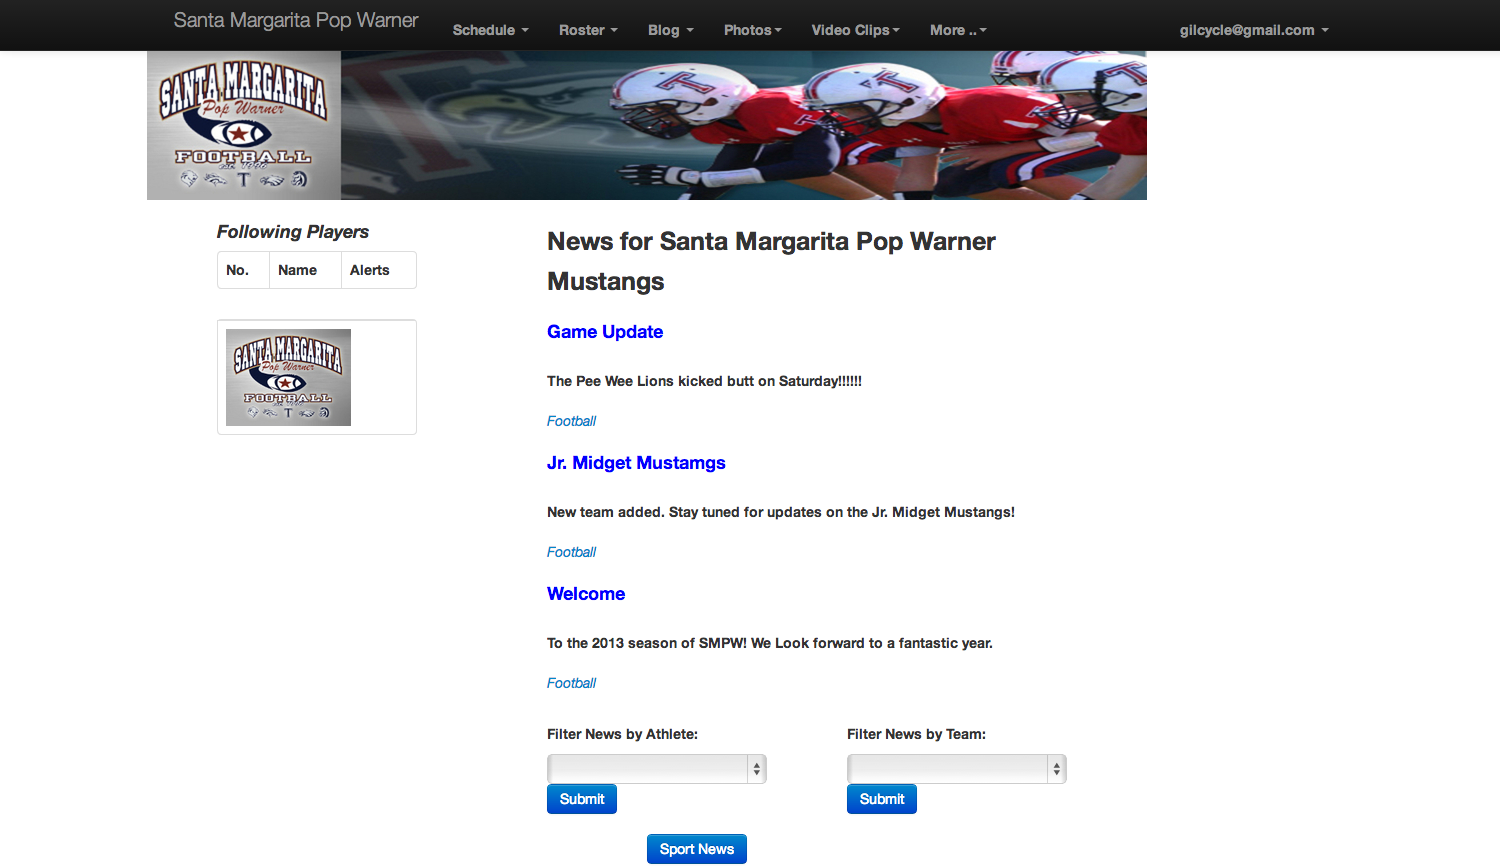 Santa Margarita Pop Warner
Schedule
Roster
Blog
Photos
Video Clips
More ..
gilcycle@gmail.com
SANTA MARGARITA
Pop Warner
FOOTBALL
est. 1996
T
T
T
T
Following Players
No. Name Alerts
SANTA MARGARITA
Pop Warner
FOOTBALL
T
News for Santa Margarita Pop Warner
Mustangs
Game Update
The Pee Wee Lions kicked butt on Saturday!!!!!!
Football
Jr. Midget Mustamgs
New team added. Stay tuned for updates on the Jr. Midget Mustangs!
Football
Welcome
To the 2013 season of SMPW! We Look forward to a fantastic year.
Football
Filter News by Athlete:
Filter News by Team:
Submit
Submit
Sport News